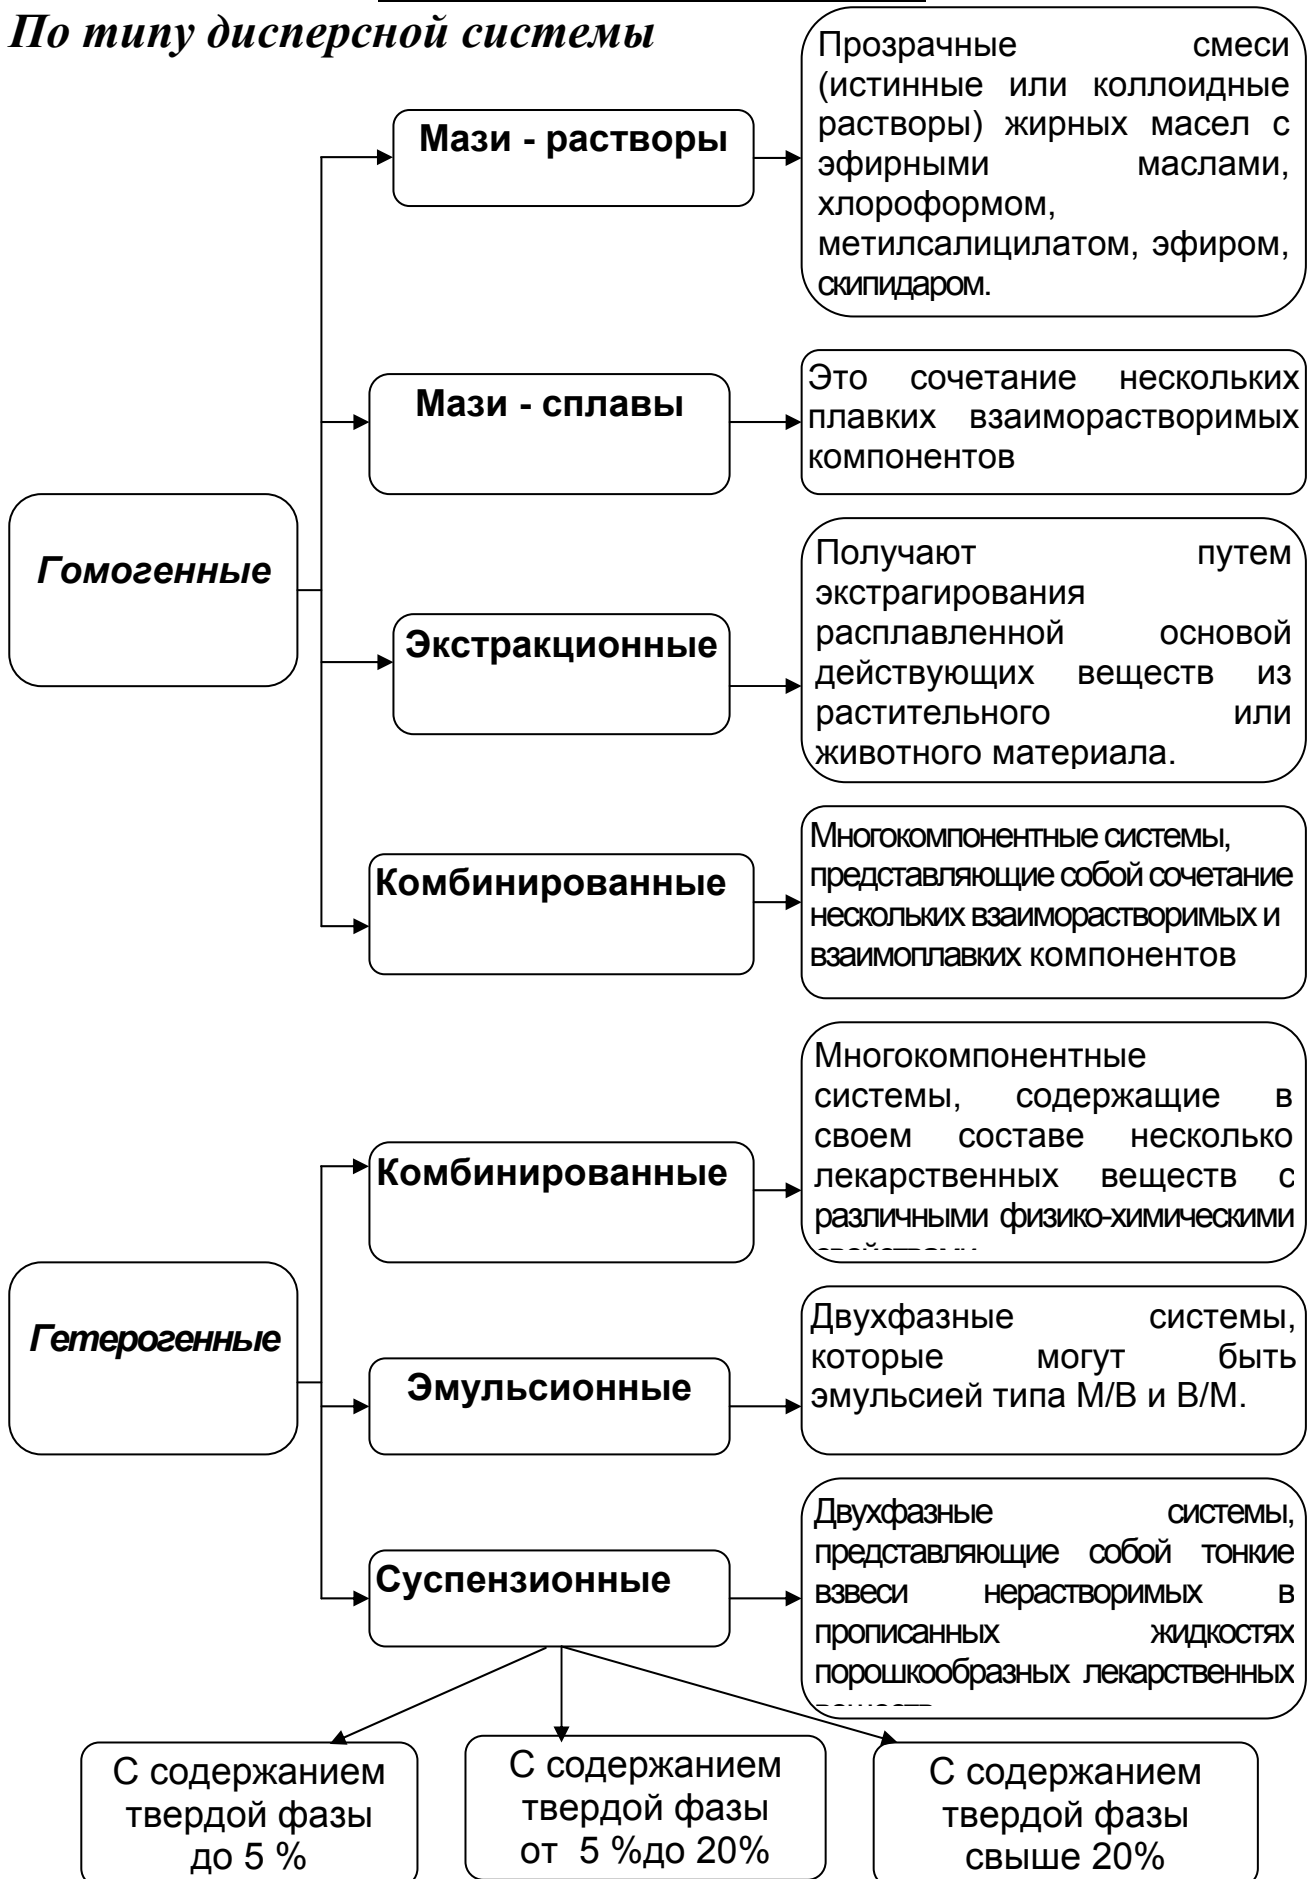 По типу дисперсной системы
Мази - растворы
Прозрачные смеси
(истинные или коллоидные
растворы) жирных масел с
эфирными маслами,
хлороформом,
метилсалицилатом, эфиром,
скипидаром.
Мази - сплавы
Это сочетание нескольких
плавких взаиморастворимых
компонентов
Гомогенные
Экстракционные
Получают путем
экстрагирования
расплавленной основой
действующих веществ из
растительного или
животного материала.
Комбинированные
Многокомпонентные системы,
представляющие собой сочетание
нескольких взаиморастворимых и
взаимоплавких компонентов
Гетерогенные
Комбинированные
Многокомпонентные
системы, содержащие в
своем составе несколько
лекарственных веществ с
различными физико-химическими
Эмульсионные
Двухфазные системы,
которые могут быть
эмульсией типа М/В и В/М.
Суспензионные
Двухфазные системы,
представляющие собой тонкие
взвеси нерастворимых в
прописанных жидкостях
порошкообразных лекарственных
С содержанием
твердой фазы
до 5 %
С содержанием
твердой фазы
от 5 %до 20%
С содержанием
твердой фазы
свыше 20%